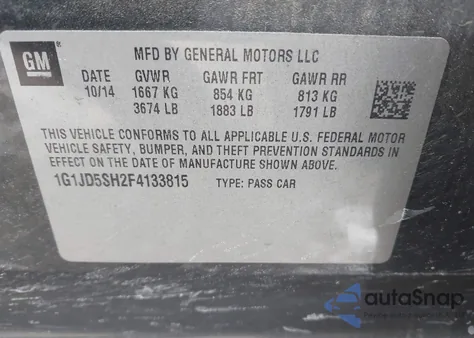 GM
MFD BY GENERAL MOTORS LLC
DATE GVWR GAWR FRT GAWR RR
10/14 1667 KG 854 KG 813 KG
3674 LB 1883 LB 1791 LB
THIS VEHICLE CONFORMS TO ALL APPLICABLE U.S. FEDERAL MOTOR
VEHICLE SAFETY, BUMPER, AND THEFT PREVENTION STANDARDS IN
EFFECT ON THE DATE OF MANUFACTURE SHOWN ABOVE.
1G1JD5SH2F4133815 TYPE: PASS CAR
autoSnap